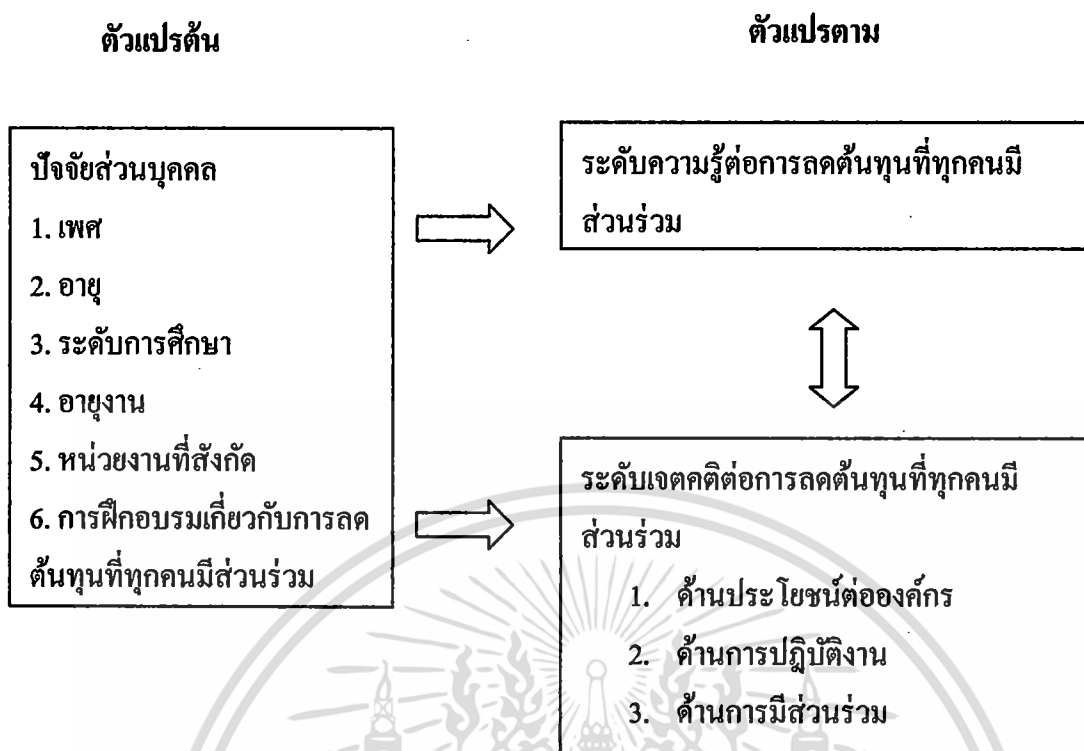 ตัวแปรต้น
ตัวแปรตาม
ปัจจัยส่วนบุคคล
1. เพศ
2. อายุ
3. ระดับการศึกษา
4. อายุงาน
5. หน่วยงานที่สังกัด
6. การฝึกอบรมเกี่ยวกับการลด
ต้นทุนที่ทุกคนมีส่วนร่วม
ระดับความรู้ต่อการลดต้นทุนที่ทุกคนมี
ส่วนร่วม
ระดับเจตคติต่อการลดต้นทุนที่ทุกคนมี
ส่วนร่วม
1. ด้านประโยชน์ต่อองค์กร
2. ด้านการปฏิบัติงาน
3. ด้านการมีส่วนร่วม